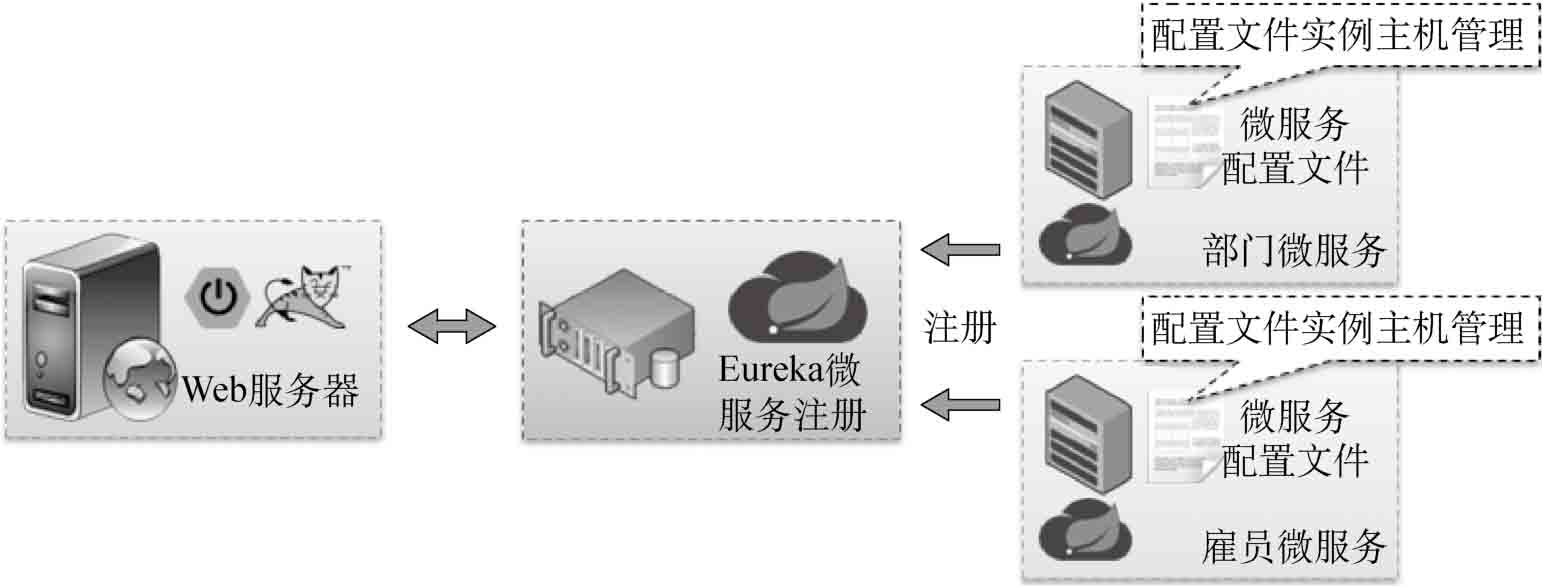 配置文件实例主机管理
微服务
配置文件
部门微服务
Web服务器
Eureka微
服务注册
注册
配置文件实例主机管理
微服务
配置文件
雇员微服务